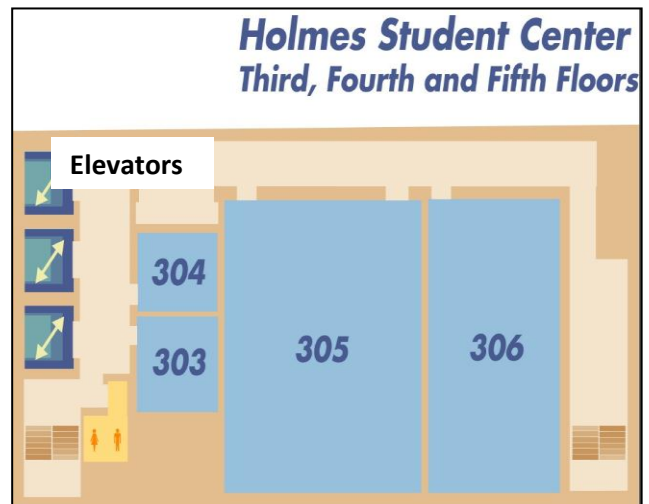 Holmes Student Center
Third, Fourth and Fifth Floors
Elevators
304
303
305
306